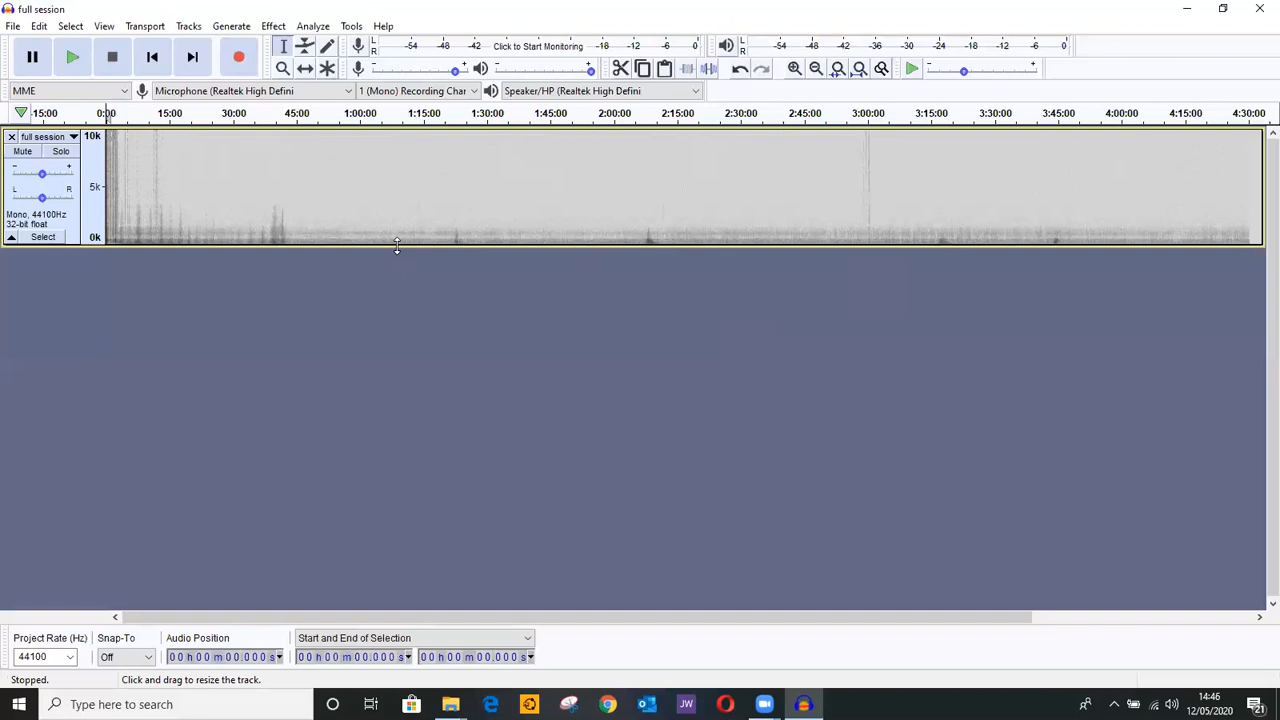 full session
File Edit Select View Transport Tracks Generate Effect Analyze Tools Help
L R -54 -48 -42 Click to Start Monitoring -18 -12 -6 0 L R -54 -48 -42 -36 -30 -24 -18 -12 -6 0
MME Microphone (Realtek High Defini 1 (Mono) Recording Char Speaker/HP (Realtek High Defini
-15:00 0:00 15:00 30:00 45:00 1:00:00 1:15:00 1:30:00 1:45:00 2:00:00 2:15:00 2:30:00 2:45:00 3:00:00 3:15:00 3:30:00 3:45:00 4:00:00 4:15:00 4:30:00
full session 10k
Mute Solo
- +
L R 5k
Mono, 44100Hz
32-bit float
Select 0k
Project Rate (Hz) Snap-To Audio Position Start and End of Selection
44100 Off 00 h 00 m 00.000 s 00 h 00 m 00.000 s 00 h 00 m 00.000 s
Stopped. Click and drag to resize the track.
Type here to search JW 14:46
12/05/2020 21